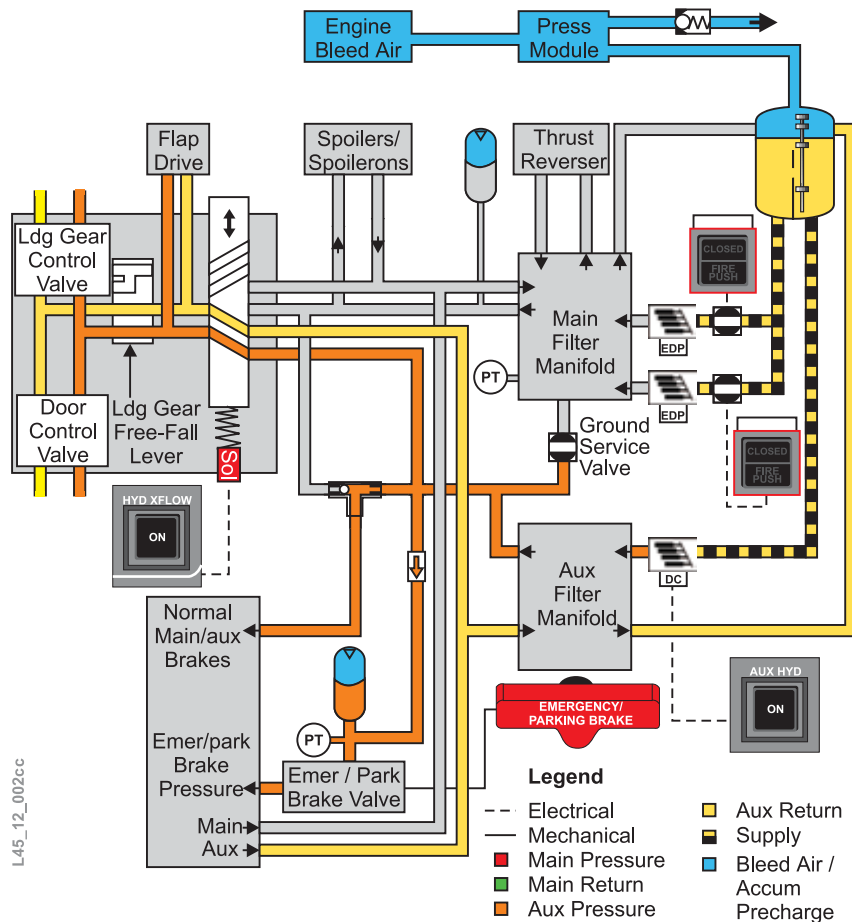 Engine
Bleed Air
Press
Module
Flap
Drive
Spoilers/
Spoilerons
Thrust
Reverser
Ldg Gear
Control
Valve
CLOSED
FIRE
PUSH
Main
Filter
Manifold
EDP
PT
EDP
Door
Control
Valve
Ldg Gear
Free-Fall
Lever
Sol
Ground
Service
Valve
CLOSED
FIRE
PUSH
HYD XFLOW
ON
Aux
Filter
Manifold
DC
Normal
Main/aux
Brakes
AUX HYD
ON
EMERGENCY/
PARKING BRAKE
PT
Emer/park
Brake
Pressure
Emer / Park
Brake Valve
Main
Aux
Legend
Electrical
Mechanical
Main Pressure
Main Return
Aux Pressure
Aux Return
Supply
Bleed Air /
Accum
Precharge
L45_12_002cc